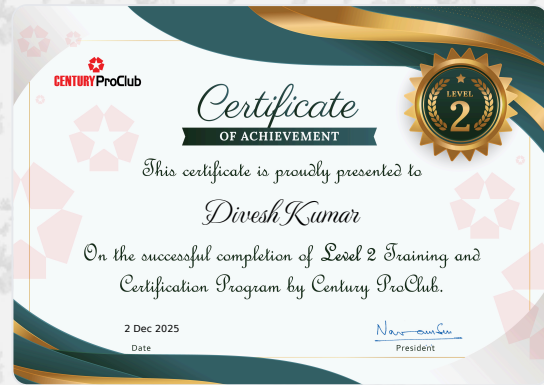 CENTURY ProClub
LEVEL
2
Certificate
OF ACHIEVEMENT
This certificate is proudly presented to
Divesh Kumar
On the successful completion of Level 2 Training and
Certification Program by Century ProClub.
2 Dec 2025
Date
President